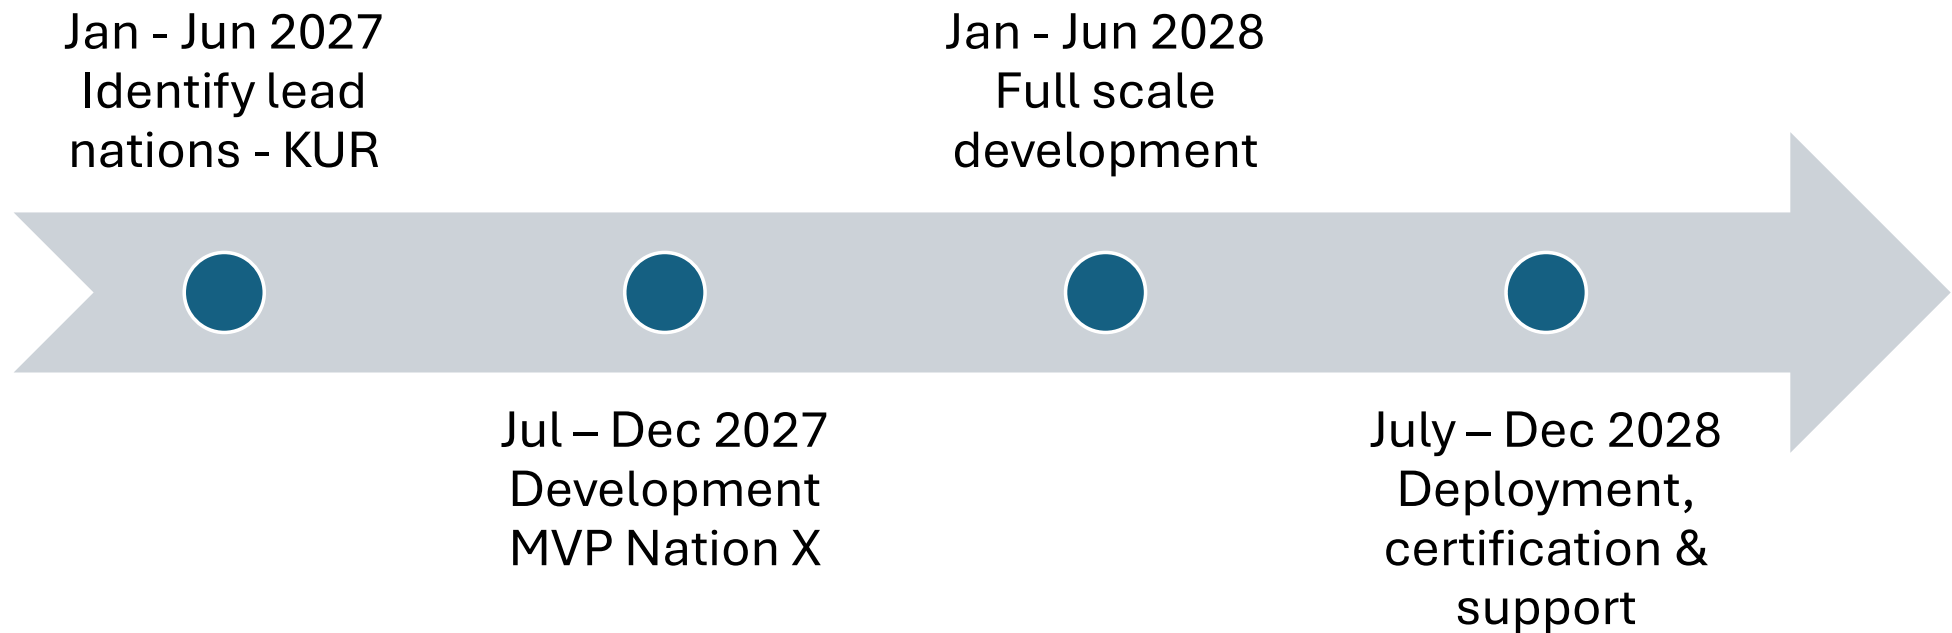 Jan - Jun 2027
Identify lead
nations - KUR
Jul – Dec 2027
Development
MVP Nation X
Jan - Jun 2028
Full scale
development
July – Dec 2028
Deployment,
certification &
support